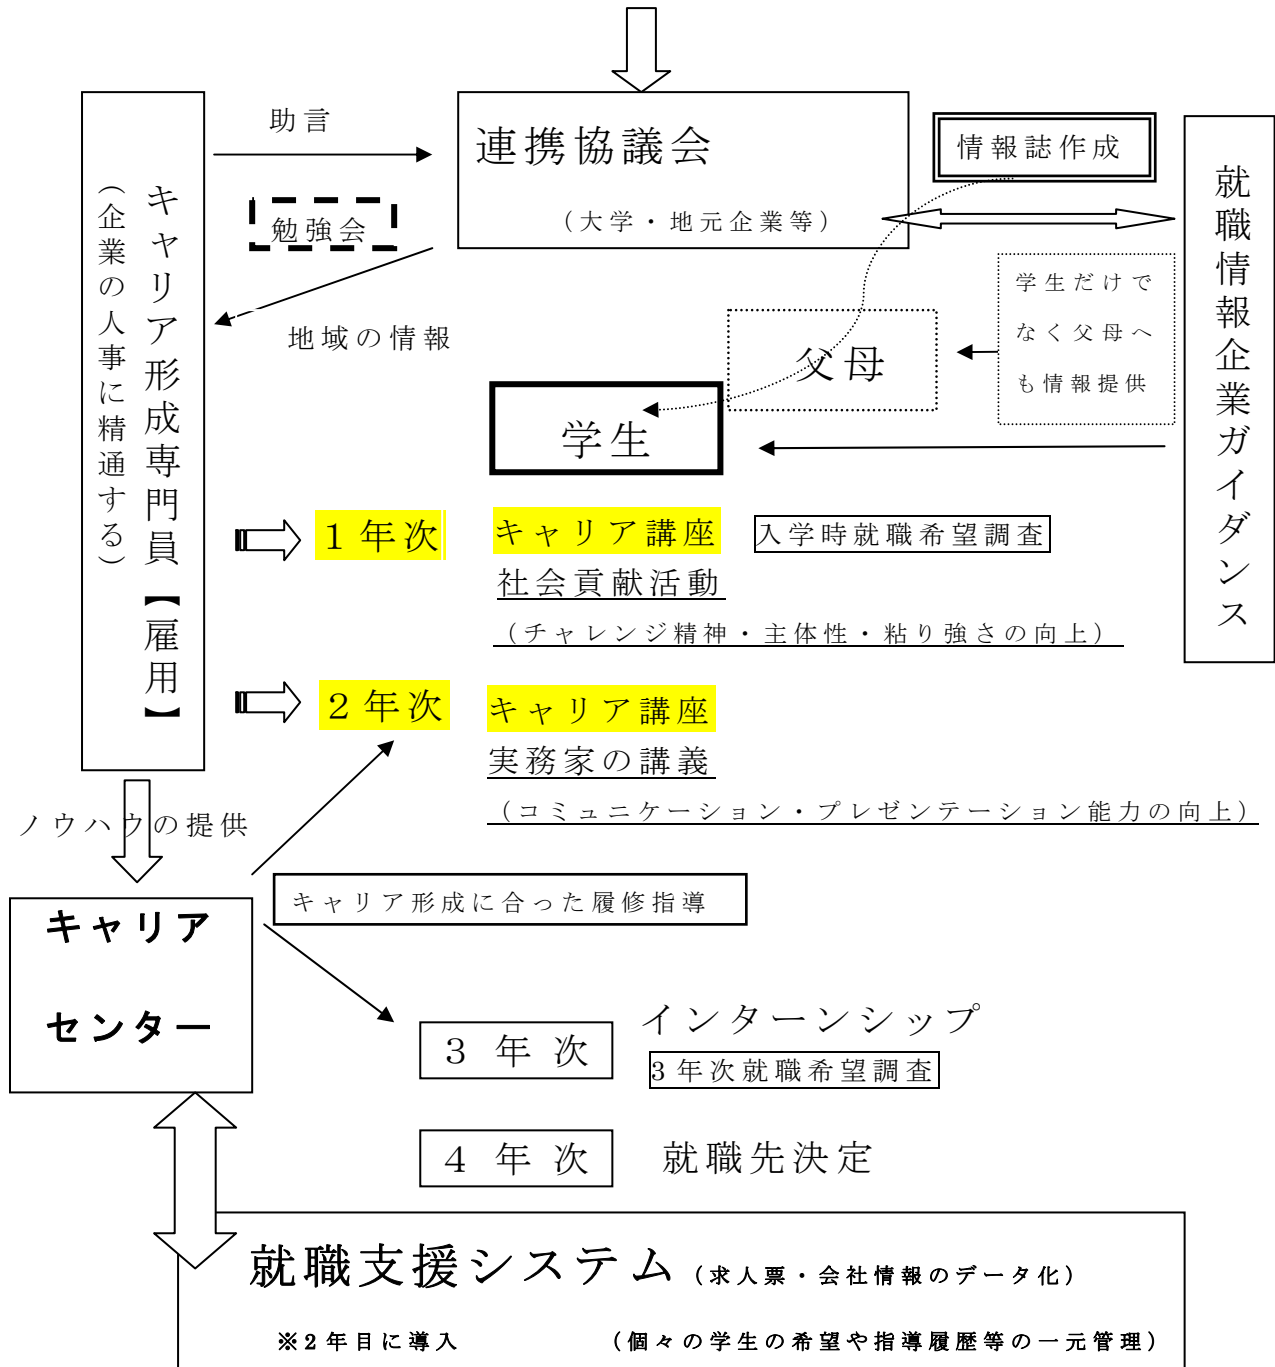 助言
連携協議会
（大学・地元企業等）
情報誌作成
就職情報企業ガイダンス
キャリア形成専門員【雇用】
（企業の人事に精通する）
勉強会
地域の情報
学生だけで
なく父母へ
も情報提供
父母
学生
１年次
キャリア講座
入学時就職希望調査
社会貢献活動
（チャレンジ精神・主体性・粘り強さの向上）
２年次
キャリア講座
実務家の講義
（コミュニケーション・プレゼンテーション能力の向上）
ノウハウの提供
キャリア
センター
キャリア形成に合った履修指導
３年次
インターンシップ
3年次就職希望調査
４年次
就職先決定
就職支援システム（求人票・会社情報のデータ化）
※2年目に導入　（個々の学生の希望や指導履歴等の一元管理）